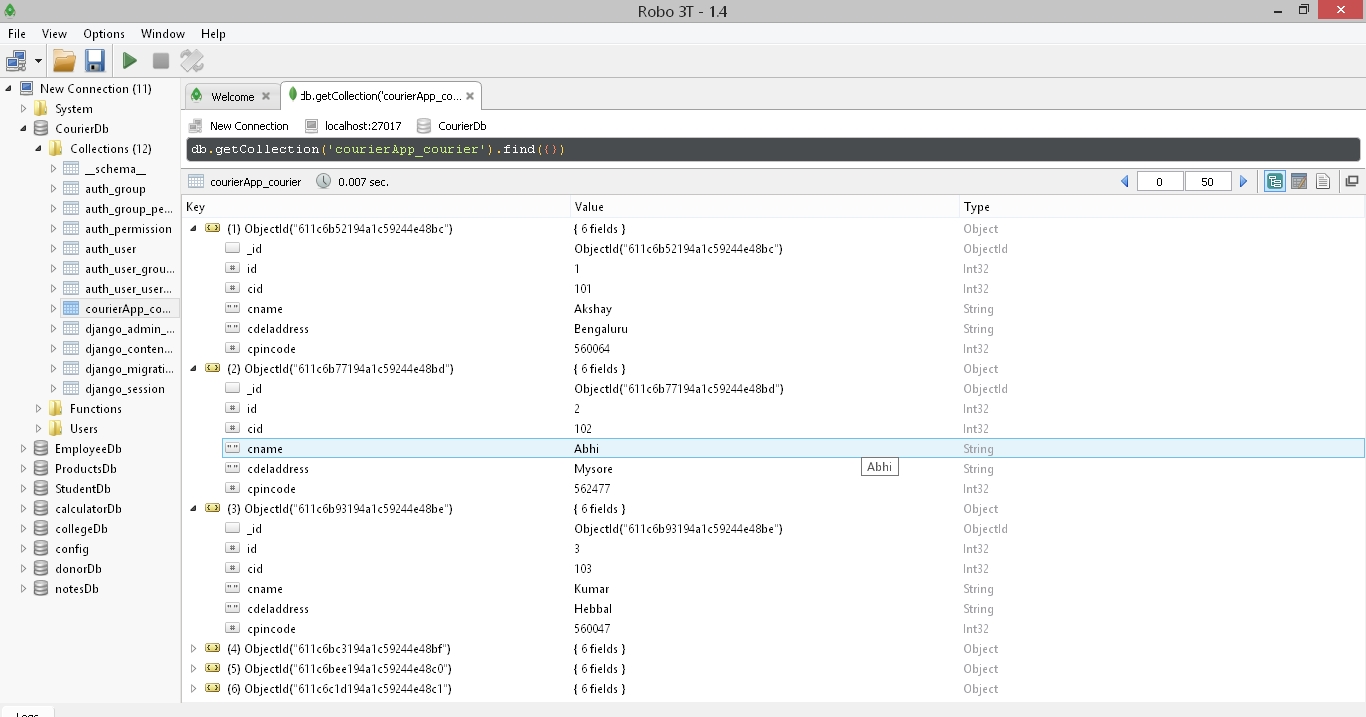 Robo 3T - 1.4
File View Options Window Help
New Connection (11)
System
CourierDb
Collections (12)
__schema__
auth_group
auth_group_pe...
auth_permission
auth_user
auth_user_grou...
auth_user_user...
courierApp_co...
django_admin_...
django_conten...
django_migrati...
django_session
Functions
Users
EmployeeDb
ProductsDb
StudentDb
calculatorDb
collegeDb
config
donorDb
notesDb
Welcome
db.getCollection('courierApp_co...
New Connection localhost:27017 CourierDb
db.getCollection('courierApp_courier').find({})
courierApp_courier 0.007 sec. 0 50
Key Value Type
(1) ObjectId("611c6b52194a1c59244e48bc") { 6 fields } Object
_id ObjectId("611c6b52194a1c59244e48bc") ObjectId
id 1 Int32
cid 101 Int32
cname Akshay String
cdeladdress Bengaluru String
cpincode 560064 Int32
(2) ObjectId("611c6b77194a1c59244e48bd") { 6 fields } Object
_id ObjectId("611c6b77194a1c59244e48bd") ObjectId
id 2 Int32
cid 102 Int32
cname Abhi String
cdeladdress Mysore Abhi String
cpincode 562477 Int32
(3) ObjectId("611c6b93194a1c59244e48be") { 6 fields } Object
_id ObjectId("611c6b93194a1c59244e48be") ObjectId
id 3 Int32
cid 103 Int32
cname Kumar String
cdeladdress Hebbal String
cpincode 560047 Int32
(4) ObjectId("611c6bc3194a1c59244e48bf") { 6 fields } Object
(5) ObjectId("611c6bee194a1c59244e48c0") { 6 fields } Object
(6) ObjectId("611c6c1d194a1c59244e48c1") { 6 fields } Object
Logs